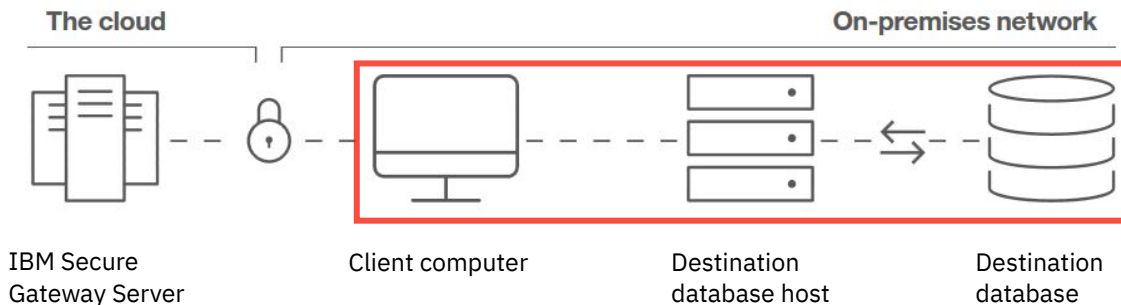 The cloud
On-premises network
IBM Secure
Gateway Server
Client computer
Destination
database host
Destination
database